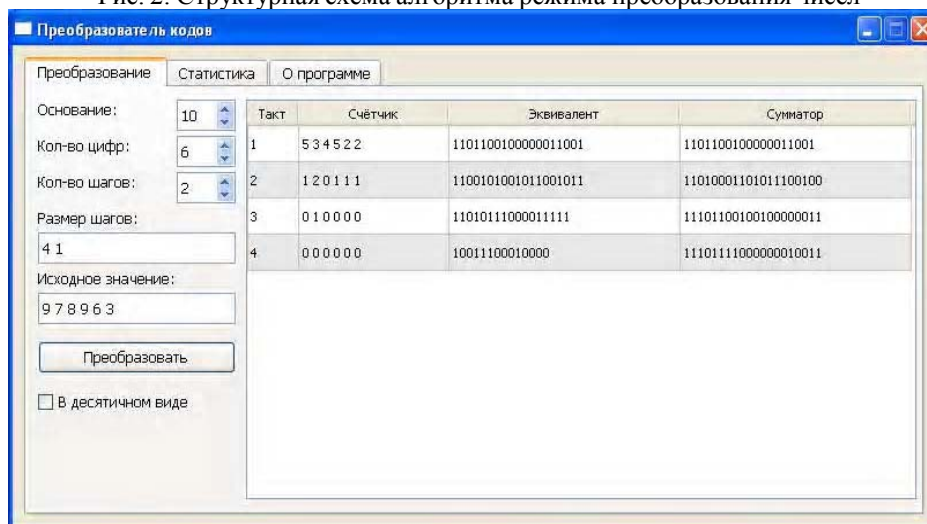 Рис. 2. Структурная схема алгоритма режима преобразования чисел
Преобразователь кодов
Преобразование Статистика О программе
Основание: 10
Кол-во цифр: 6
Кол-во шагов: 2
Размер шагов:
4 1
Исходное значение:
9 7 8 9 6 3
Преобразовать
В десятичном виде
Такт Счётчик Эквивалент Сумматор
1 5 3 4 5 2 2 1101100100000011001 1101100100000011001
2 1 2 0 1 1 1 1100101001011001011 11010001101011100100
3 0 1 0 0 0 0 11010111000011111 11101100100100000011
4 0 0 0 0 0 0 10011100010000 11101111000000010011